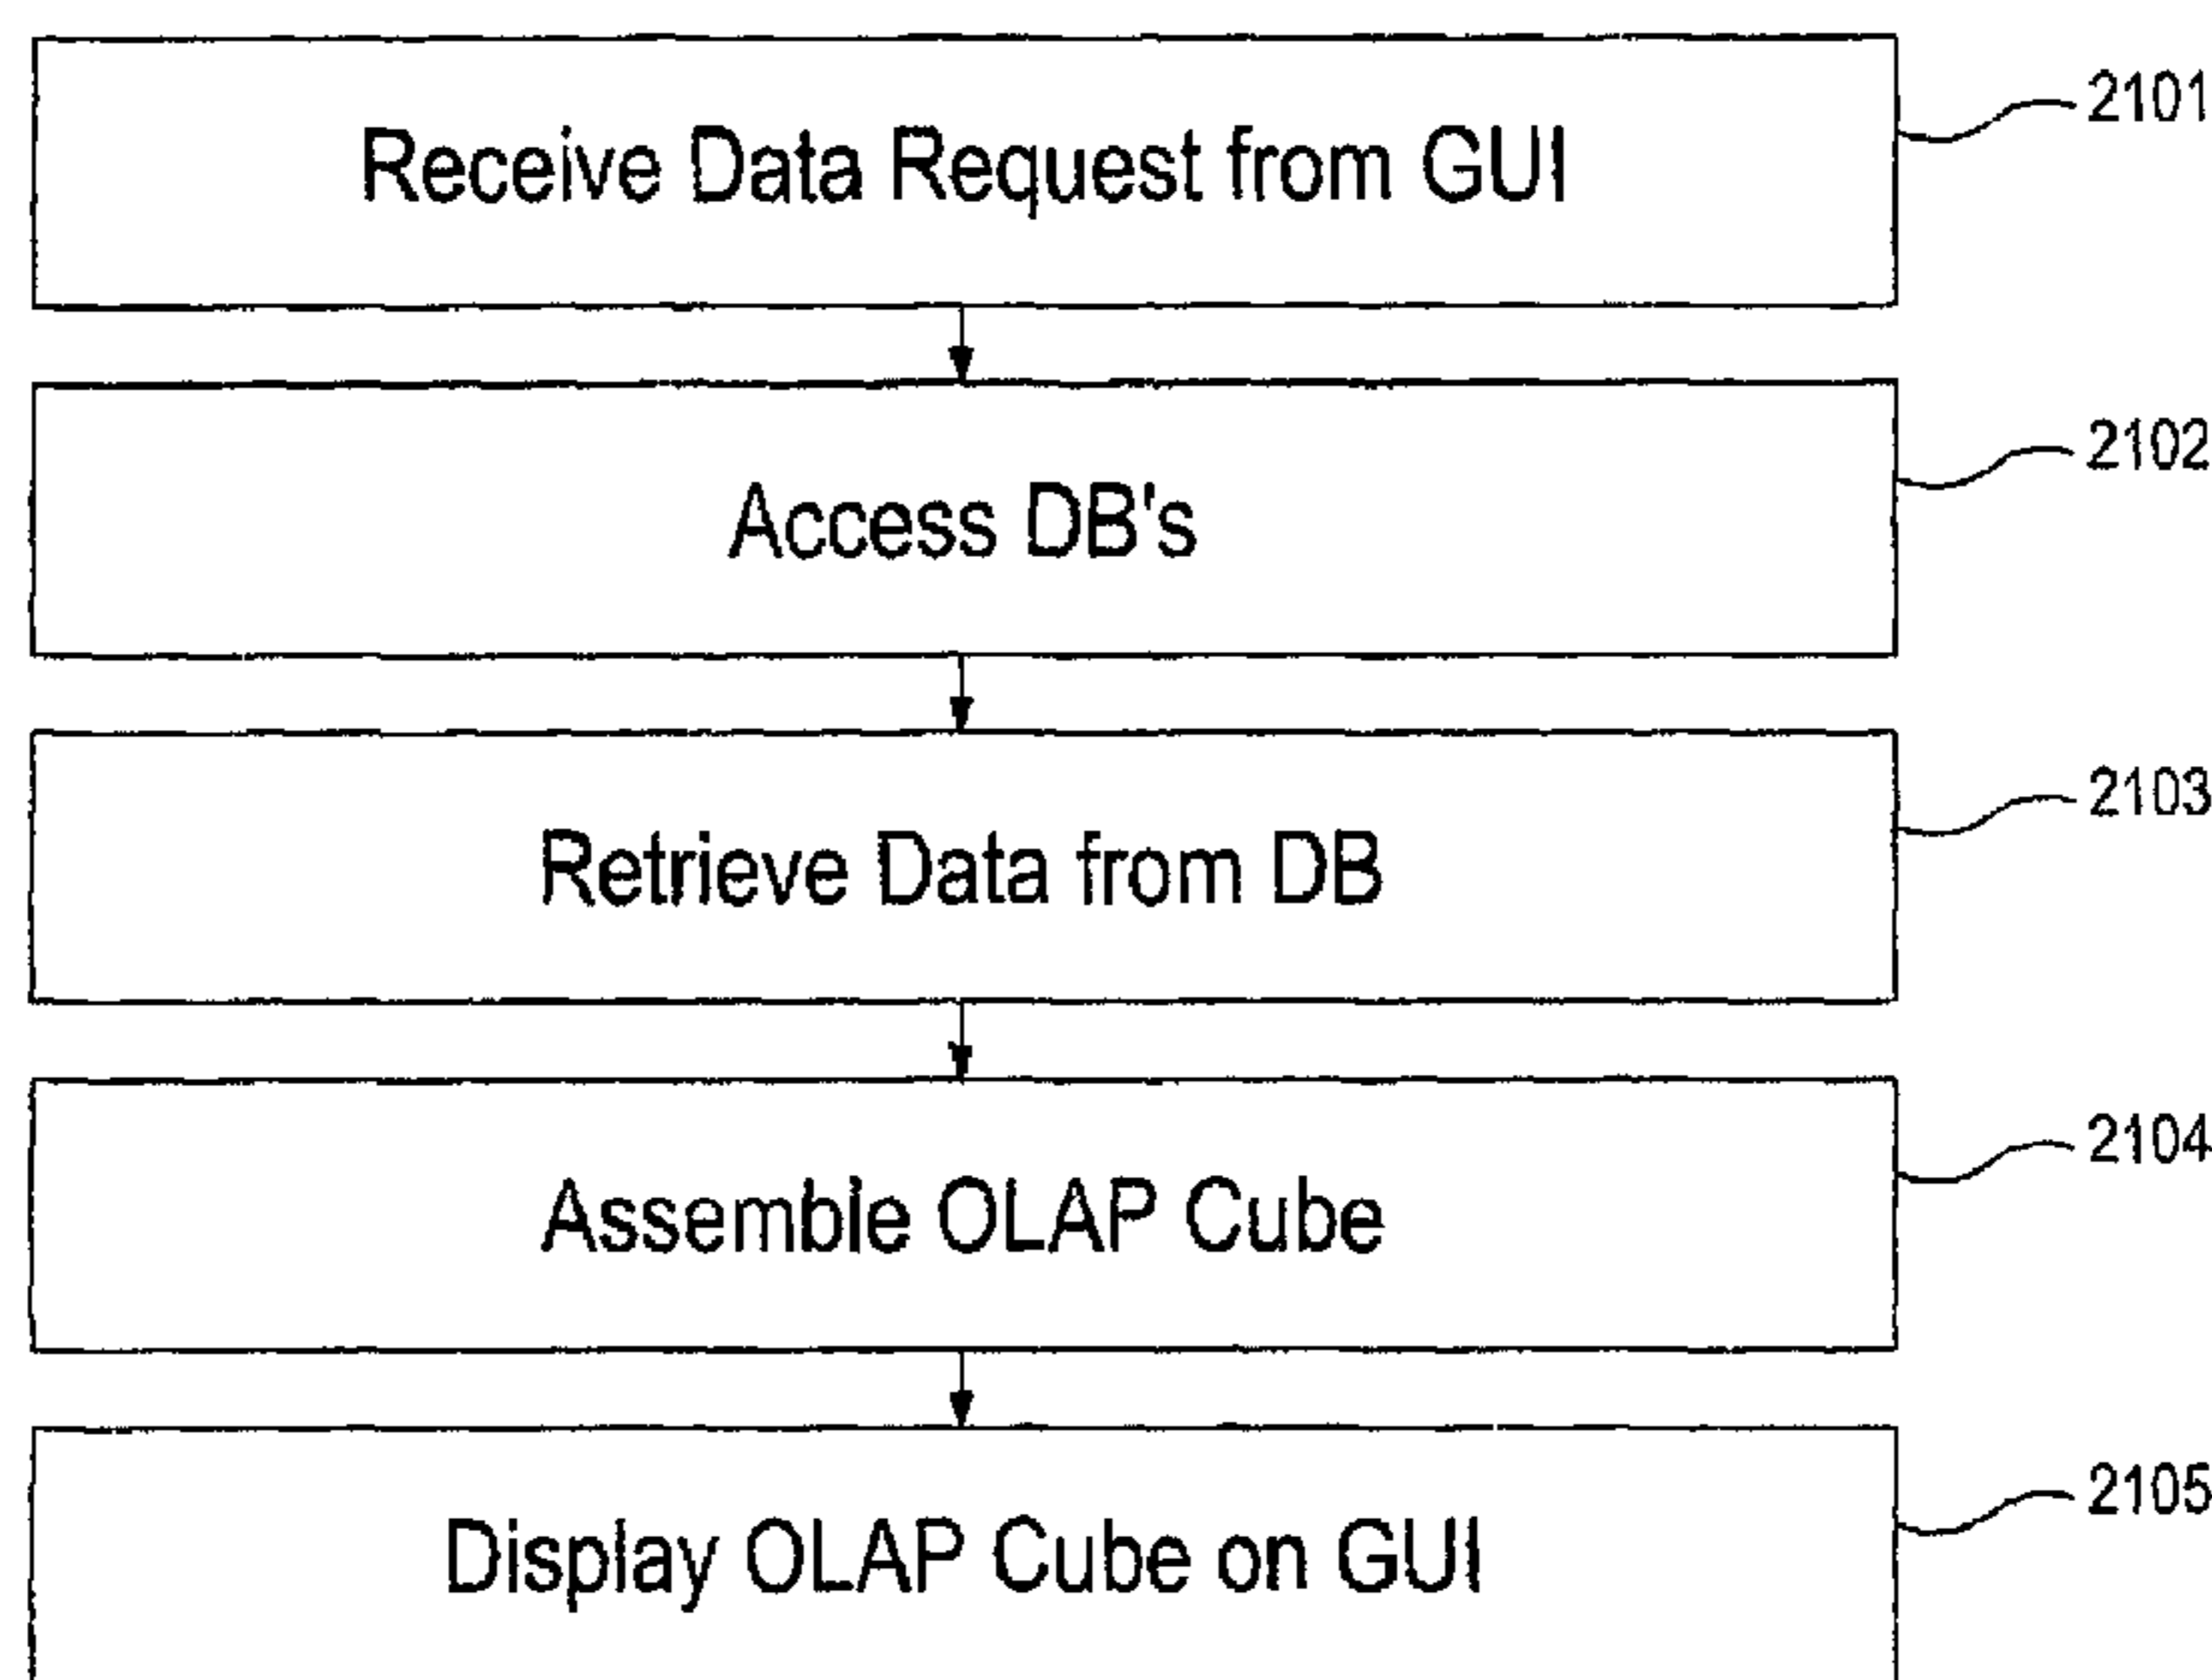 Receive Data Request from GUI
2101
Access DB's
2102
Retrieve Data from DB
2103
Assemble OLAP Cube
2104
Display OLAP Cube on GUI
2105